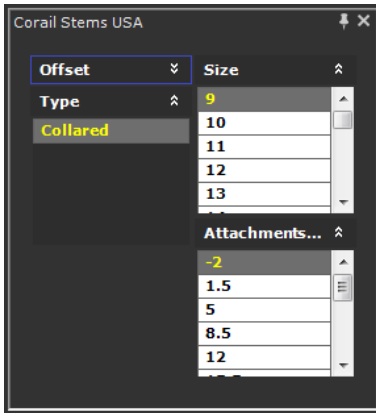 Corail Stems USA
Offset
Type
Collared
Size
9
10
11
12
13
Attachments...
-2
1.5
5
8.5
12